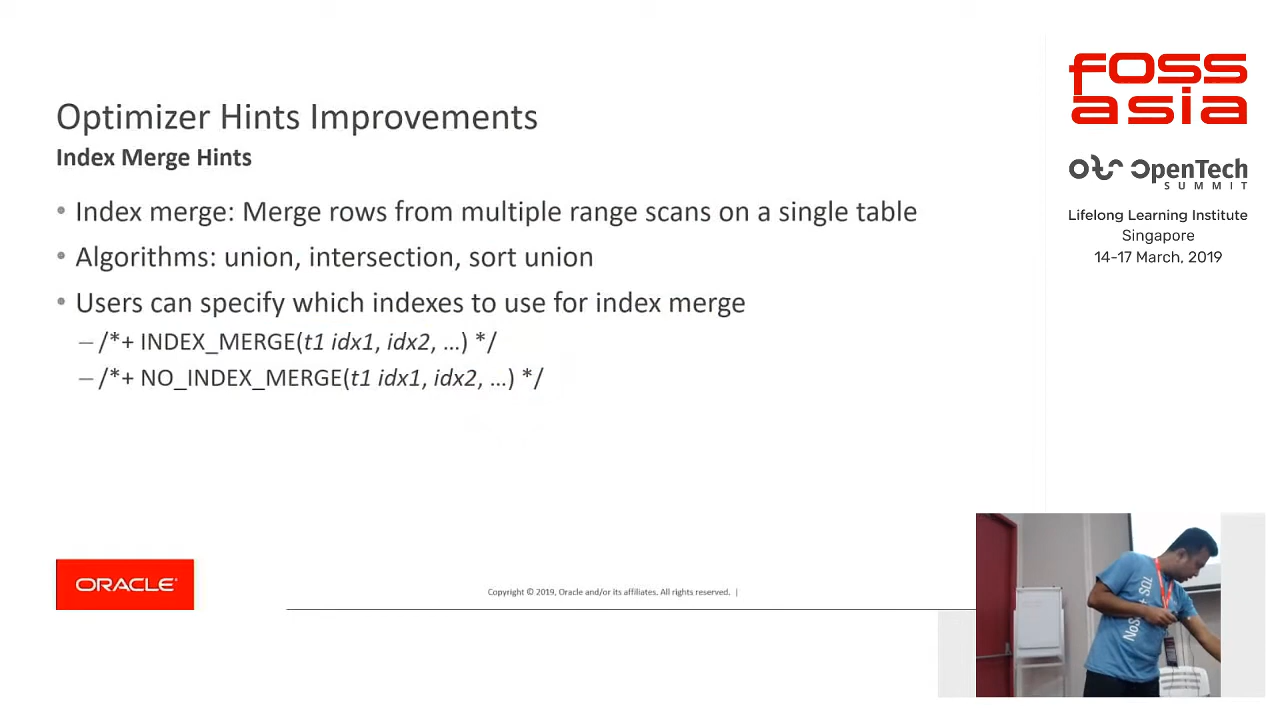 Optimizer Hints Improvements
Index Merge Hints
• Index merge: Merge rows from multiple range scans on a single table
• Algorithms: union, intersection, sort union
• Users can specify which indexes to use for index merge
– /*+ INDEX_MERGE(t1 idx1, idx2, …) */
– /*+ NO_INDEX_MERGE(t1 idx1, idx2, …) */
ORACLE
Copyright © 2019, Oracle and/or its affiliates. All rights reserved. |
FOSS
asia
OpenTech
SUMMIT
Lifelong Learning Institute
Singapore
14-17 March, 2019
SQL